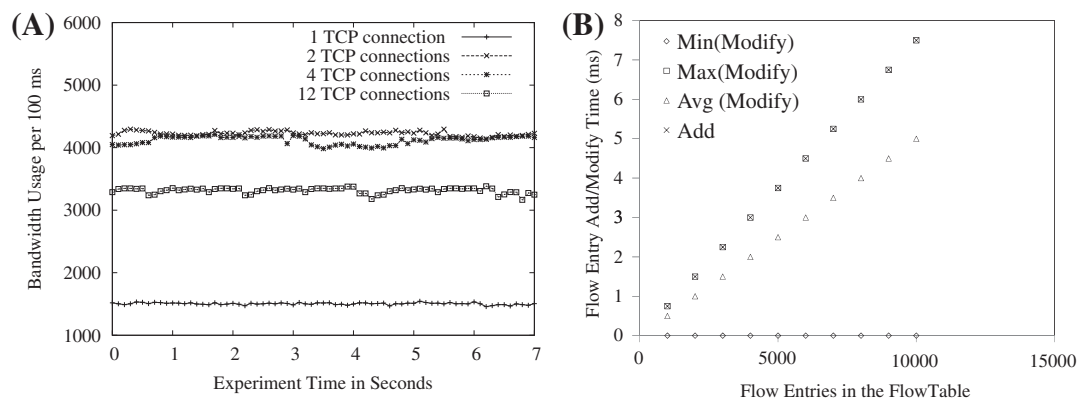 (A)
Bandwidth Usage per 100 ms
6000
5000
4000
3000
2000
1000
1 TCP connection
2 TCP connections
4 TCP connections
12 TCP connections
0 1 2 3 4 5 6 7
Experiment Time in Seconds
(B)
Flow Entry Add/Modify Time (ms)
8
7
6
5
4
3
2
1
0
Min(Modify)
Max(Modify)
Avg (Modify)
Add
0 5000 10000 15000
Flow Entries in the FlowTable